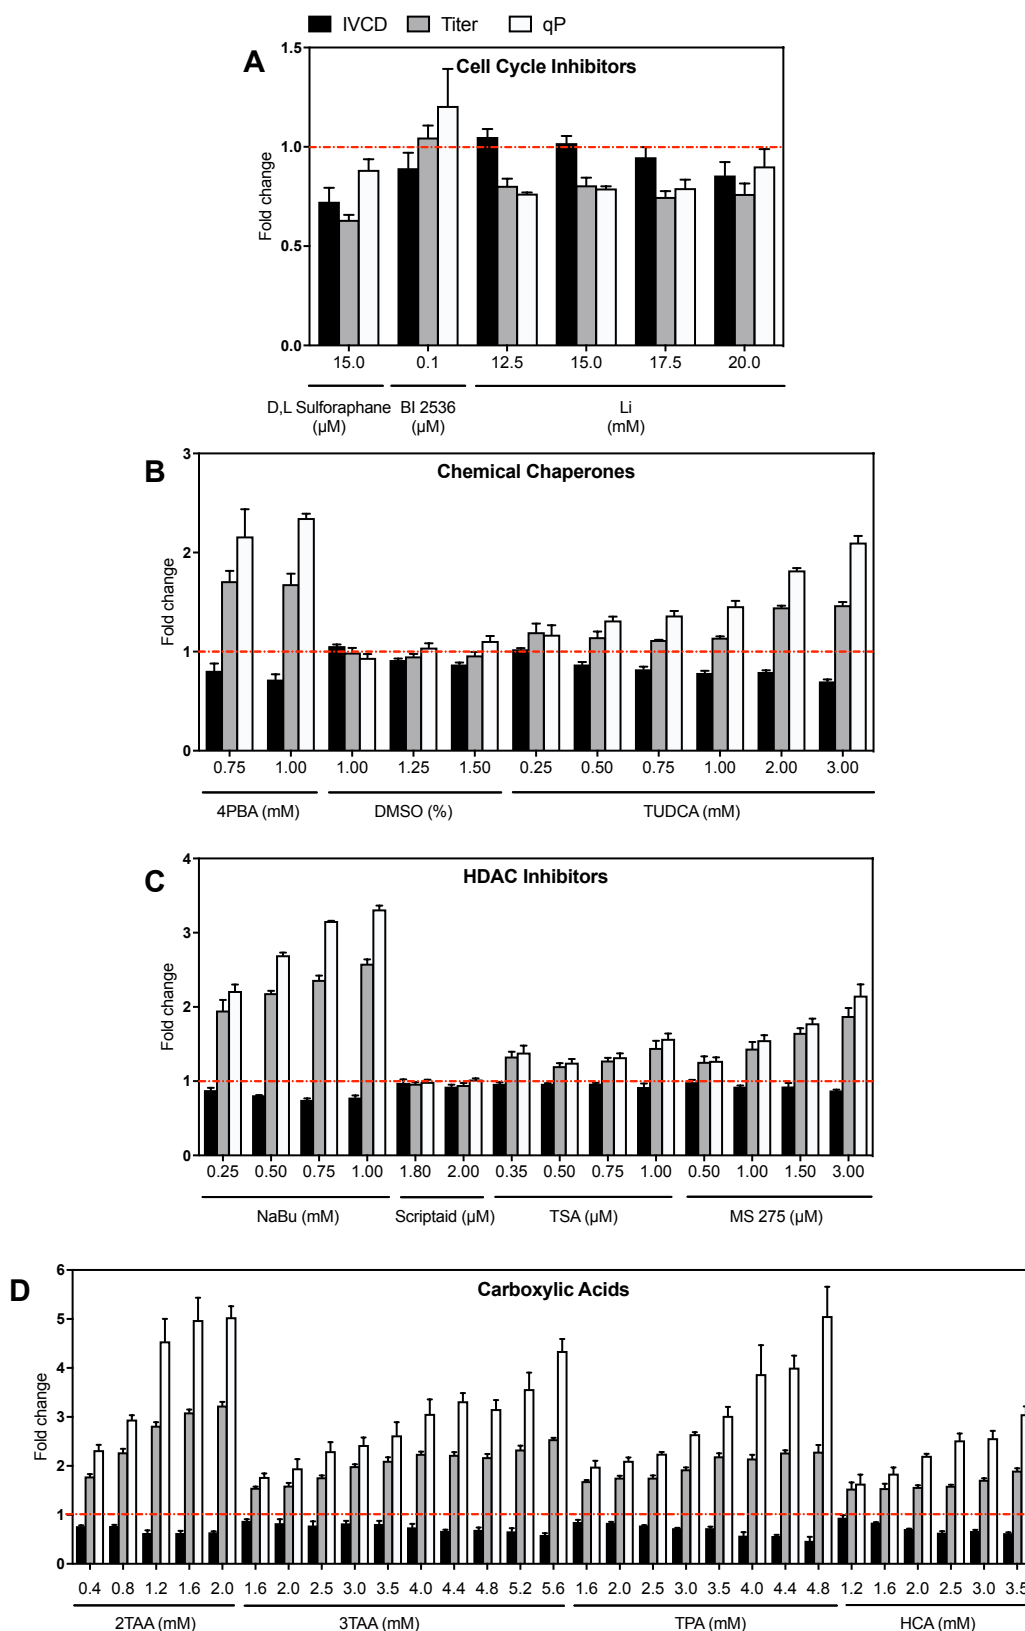 IVCD Titer qP
A
Cell Cycle Inhibitors
1.5
1.0
0.5
0.0
Fold change
15.0 0.1 12.5 15.0 17.5 20.0
D,L Sulforaphane BI 2536 Li
(µM) (µM) (mM)
B
Chemical Chaperones
3
2
1
0
Fold change
0.75 1.00 1.00 1.25 1.50 0.25 0.50 0.75 1.00 2.00 3.00
4PBA (mM) DMSO (%) TUDCA (mM)
C
HDAC Inhibitors
4
3
2
1
0
Fold change
0.25 0.50 0.75 1.00 1.80 2.00 0.35 0.50 0.75 1.00 0.50 1.00 1.50 3.00
NaBu (mM) Scriptaid (µM) TSA (µM) MS 275 (µM)
D
Carboxylic Acids
6
5
4
3
2
1
0
Fold change
0.4 0.8 1.2 1.6 2.0 1.6 2.0 2.5 3.0 3.5 4.0 4.4 4.8 5.2 5.6 1.6 2.0 2.5 3.0 3.5 4.0 4.4 4.8 1.2 1.6 2.0 2.5 3.0 3.5
2TAA (mM) 3TAA (mM) TPA (mM) HCA (mM)